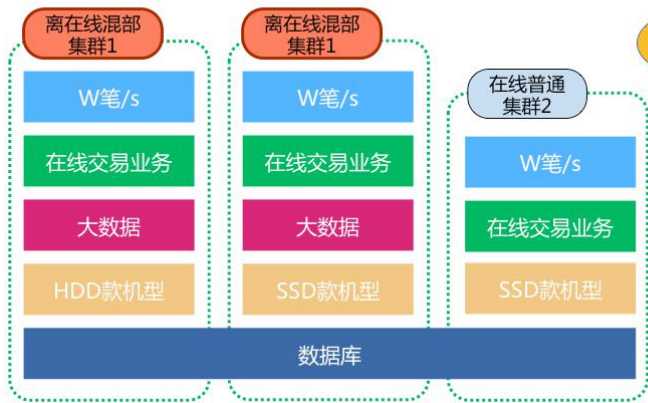 离在线混部
集群1
W笔/s
在线交易业务
大数据
HDD款机型
离在线混部
集群1
W笔/s
在线交易业务
大数据
SSD款机型
在线普通
集群2
W笔/s
在线交易业务
SSD款机型
数据库